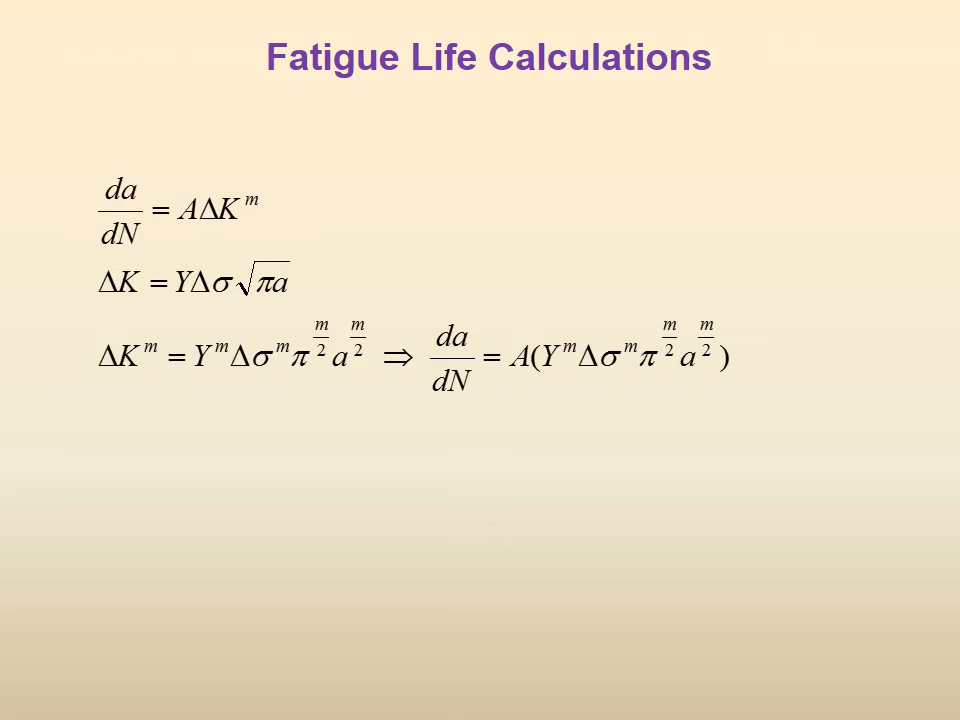 Fatigue Life Calculations
da/dN = AΔK^m
ΔK = YΔσ√(πa)
ΔK^m = Y^m Δσ^m π^(m/2) a^(m/2) ⇒ da/dN = A(Y^m Δσ^m π^(m/2) a^(m/2))